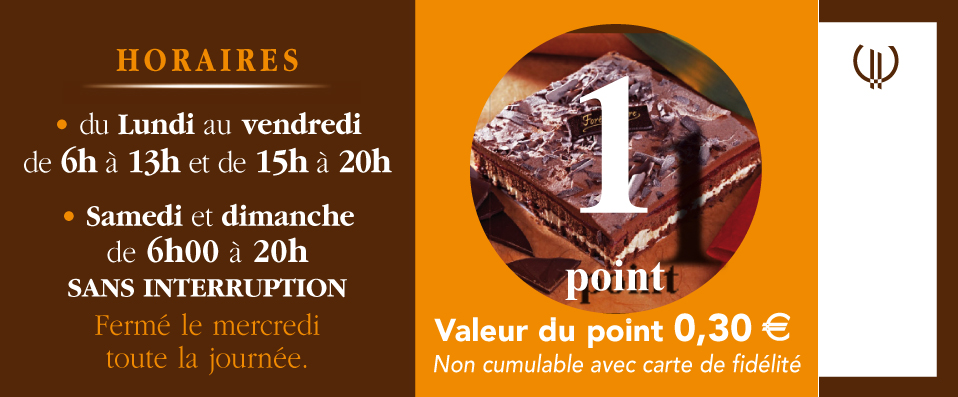 HORAIRES
• du Lundi au vendredi
de 6h à 13h et de 15h à 20h
• Samedi et dimanche
de 6h00 à 20h
SANS INTERRUPTION
Fermé le mercredi
toute la journée.
1
point
Valeur du point 0,30 €
Non cumulable avec carte de fidélité